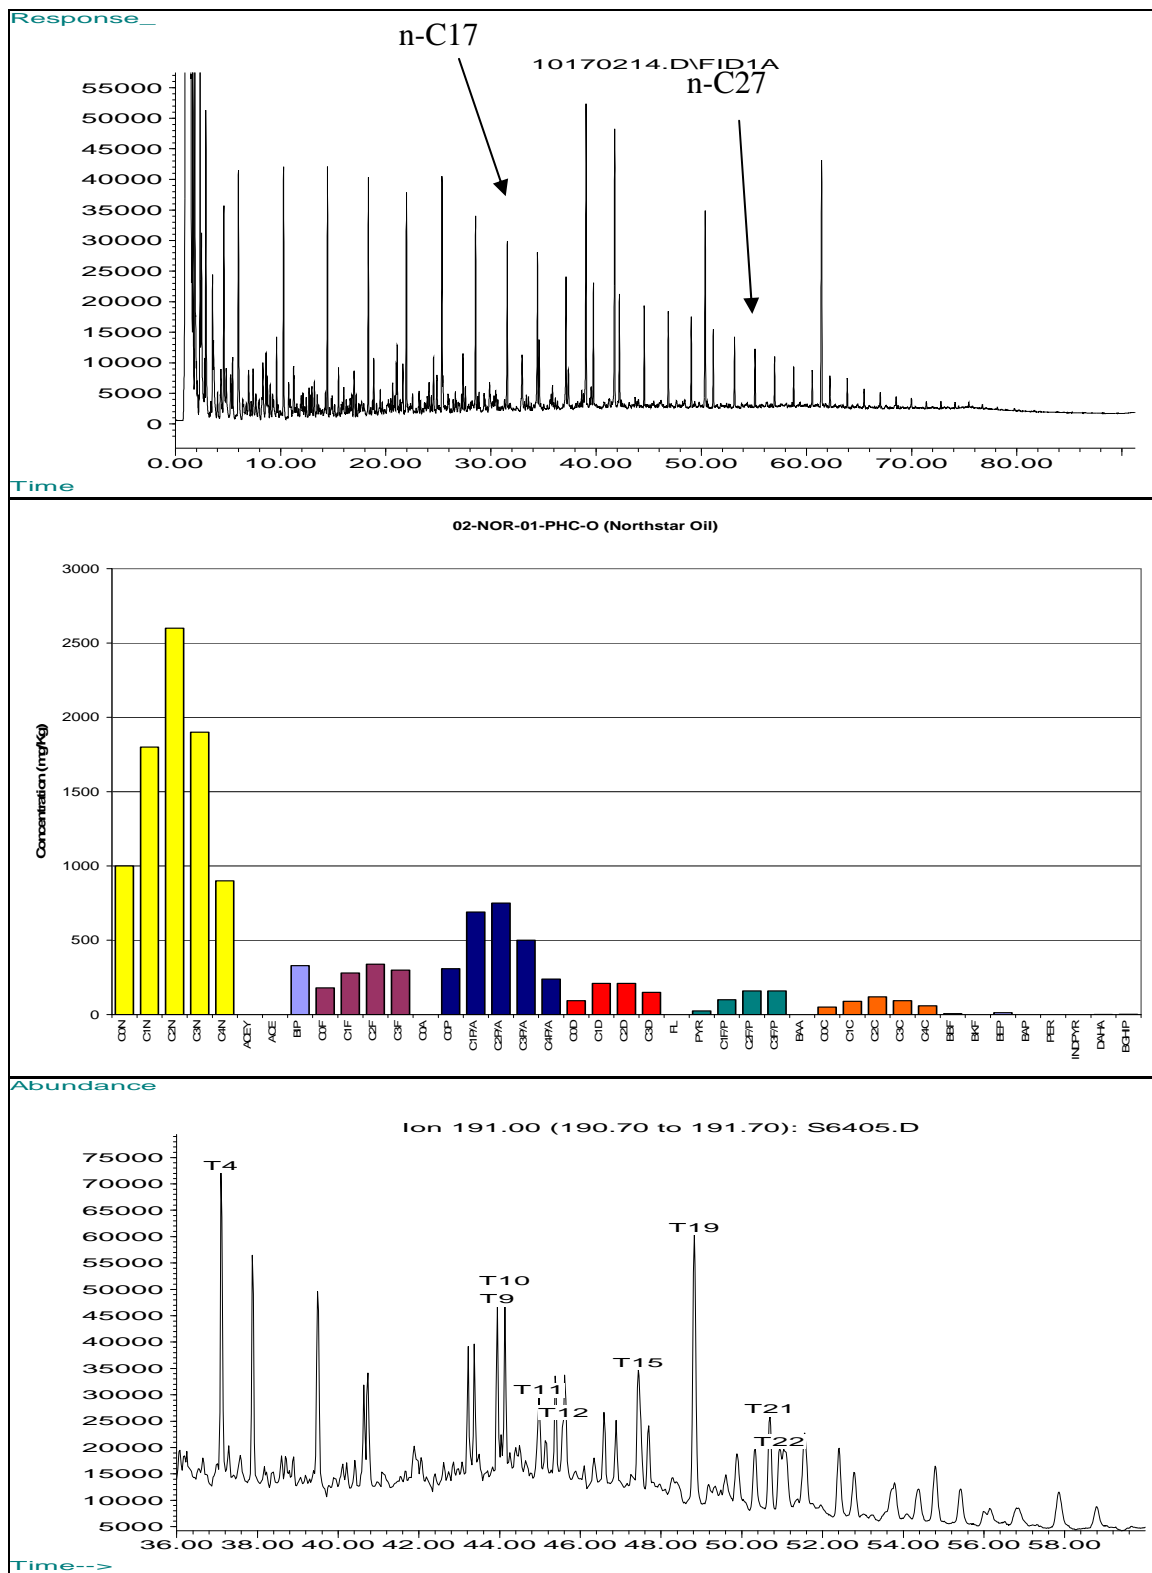 Response_
n-C17
10170214.D\FID1A
n-C27
55000
50000
45000
40000
35000
30000
25000
20000
15000
10000
5000
0
0.00 10.00 20.00 30.00 40.00 50.00 60.00 70.00 80.00
Time
02-NOR-01-PHC-O (Northstar Oil)
3000
2500
2000
1500
1000
500
0
Concentration (mg/Kg)
C0N C1N C2N C3N C4N ACEY ACE BIP C0F C1F C2F C3F C0A C0P C1P/A C2P/A C3P/A C4P/A C0D C1D C2D C3D FL PYR C1F/P C2F/P C3F/P BAA C0C C1C C2C C3C C4C BBF BKF BEP BAP PER INDPYR DAHA BGHIP
Abundance
Ion 191.00 (190.70 to 191.70): S6405.D
75000
70000
65000
60000
55000
50000
45000
40000
35000
30000
25000
20000
15000
10000
5000
T4
T19
T10
T9
T15
T11
T12
T21
T22
36.00 38.00 40.00 42.00 44.00 46.00 48.00 50.00 52.00 54.00 56.00 58.00
Time-->